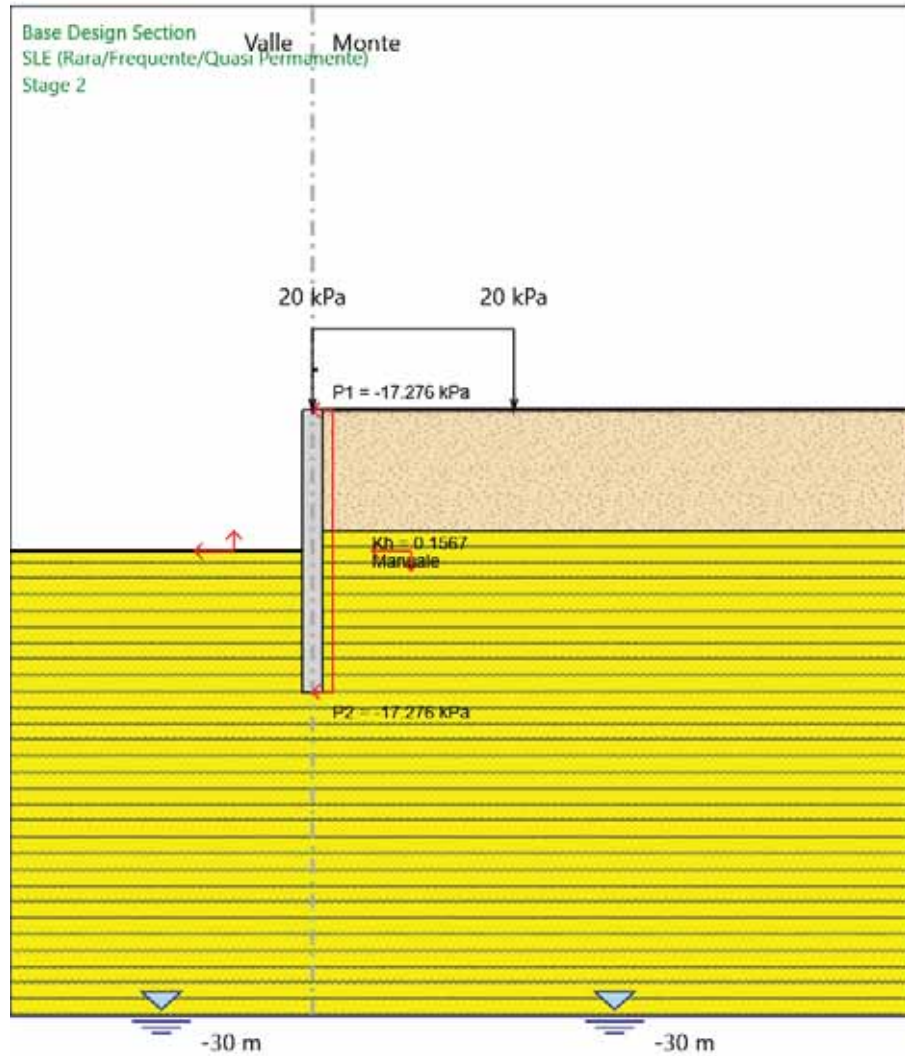 Base Design Section
Valle
Monte
SLE (Rara/Frequente/Quasi Permanente)
Stage 2
20 kPa
20 kPa
P1 = -17.276 kPa
Kh = 0.1567
Manuale
P2 = -17.276 kPa
-30 m
-30 m